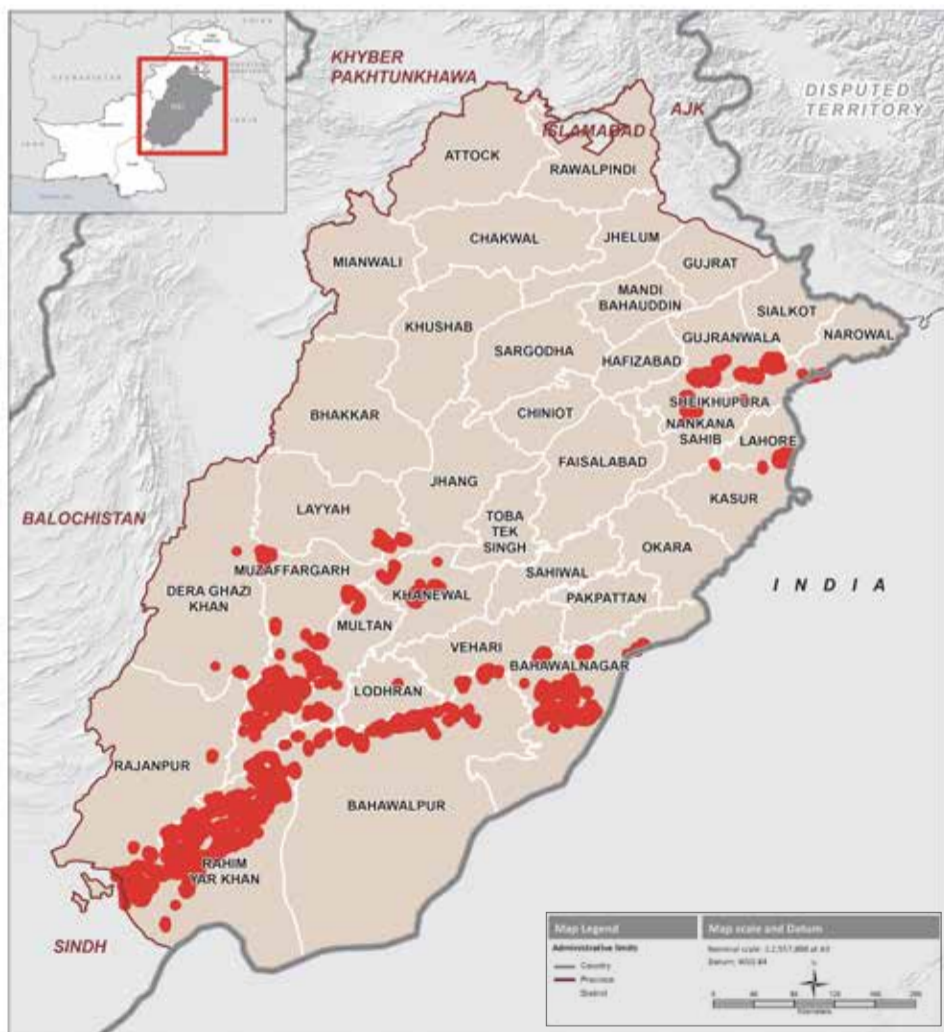 KHYBER
PAKHTUNKHAWA
AJK
DISPUTED
TERRITORY
ISLAMABAD
ATTOCK
RAWALPINDI
CHAKWAL
JHELUM
MIANWALI
GUJRAT
MANDI
BAHAUDDIN
SIALKOT
KHUSHAB
GUJRANWALA
NAROWAL
SARGODHA
HAFIZABAD
BHAKKAR
CHINIOT
SHEIKHUPURA
NANKANA
SAHIB
LAHORE
FAISALABAD
JHANG
KASUR
LAYYAH
BALOCHISTAN
TOBA
TEK
SINGH
OKARA
MUZAFFARGARH
SAHIWAL
DERA GHAZI
KHAN
KHANEWAL
PAKPATTAN
INDIA
MULTAN
VEHARI
BAHAWALNAGAR
LODHRAN
RAJANPUR
BAHAWALPUR
RAHIM
YAR KHAN
SINDH
Map Legend
Administrative limits
Country
Province
District
Map scale and Datum
Kilometers